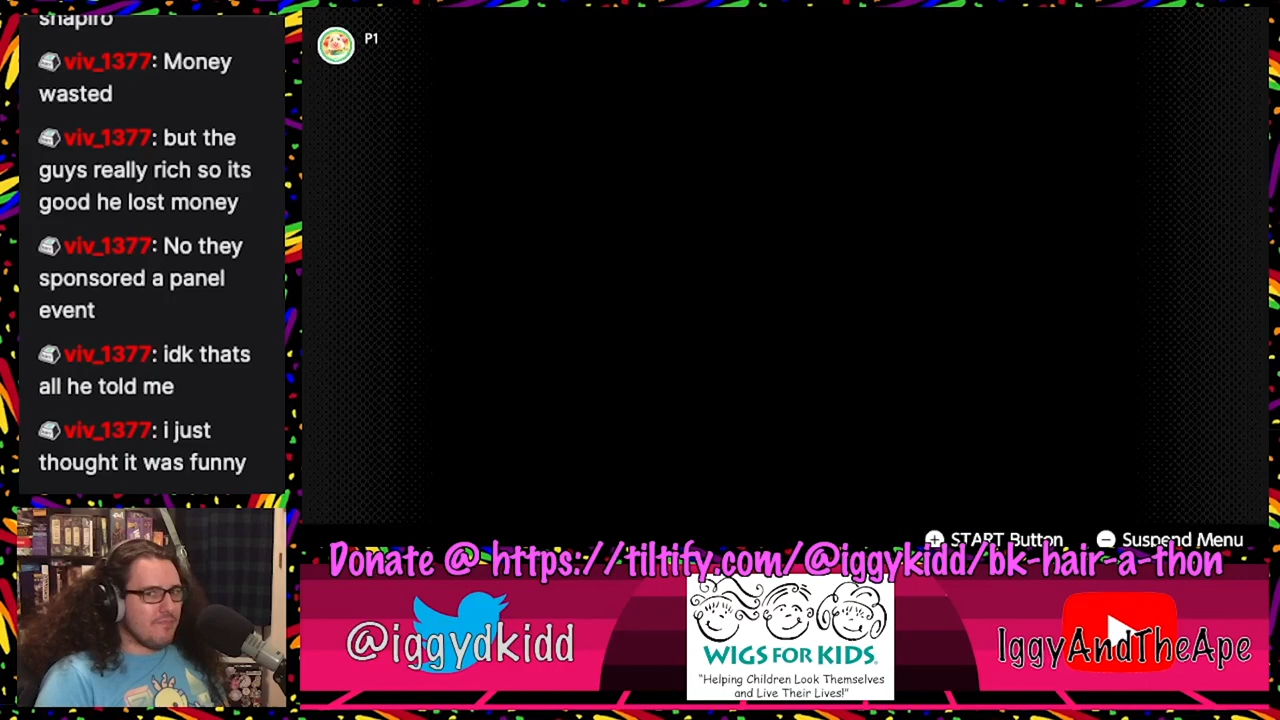 shapiro
viv_1377: Money
wasted
viv_1377: but the
guys really rich so its
good he lost money
viv_1377: No they
sponsored a panel
event
viv_1377: idk thats
all he told me
viv_1377: i just
thought it was funny
P1
START Button
Suspend Menu
Donate @ https://tiltify.com/@iggykidd/bk-hair-a-thon
@iggydkidd
WIGS FOR KIDS.
"Helping Children Look Themselves
and Live Their Lives!"
IggyAndTheApe